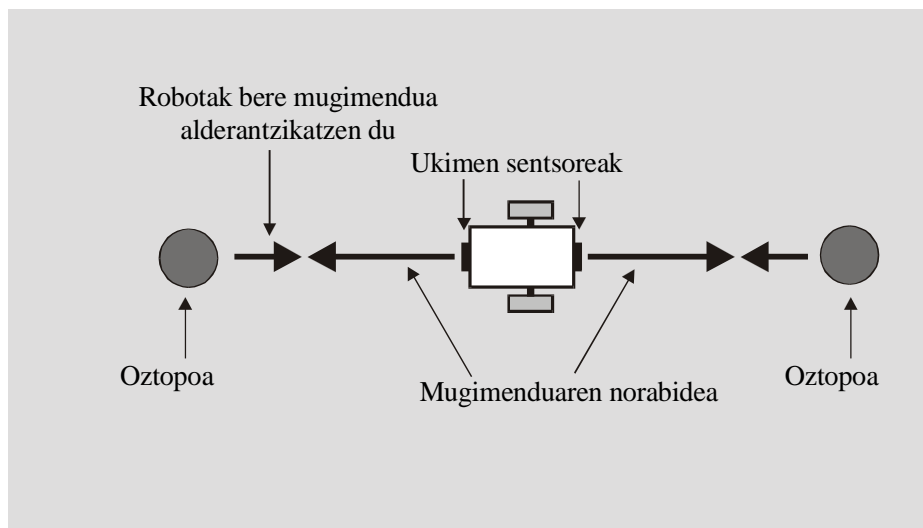 Robotak bere mugimendua
alderantzikatzen du
Ukimen sentsoreak
Oztopoa
Mugimenduaren norabidea
Oztopoa